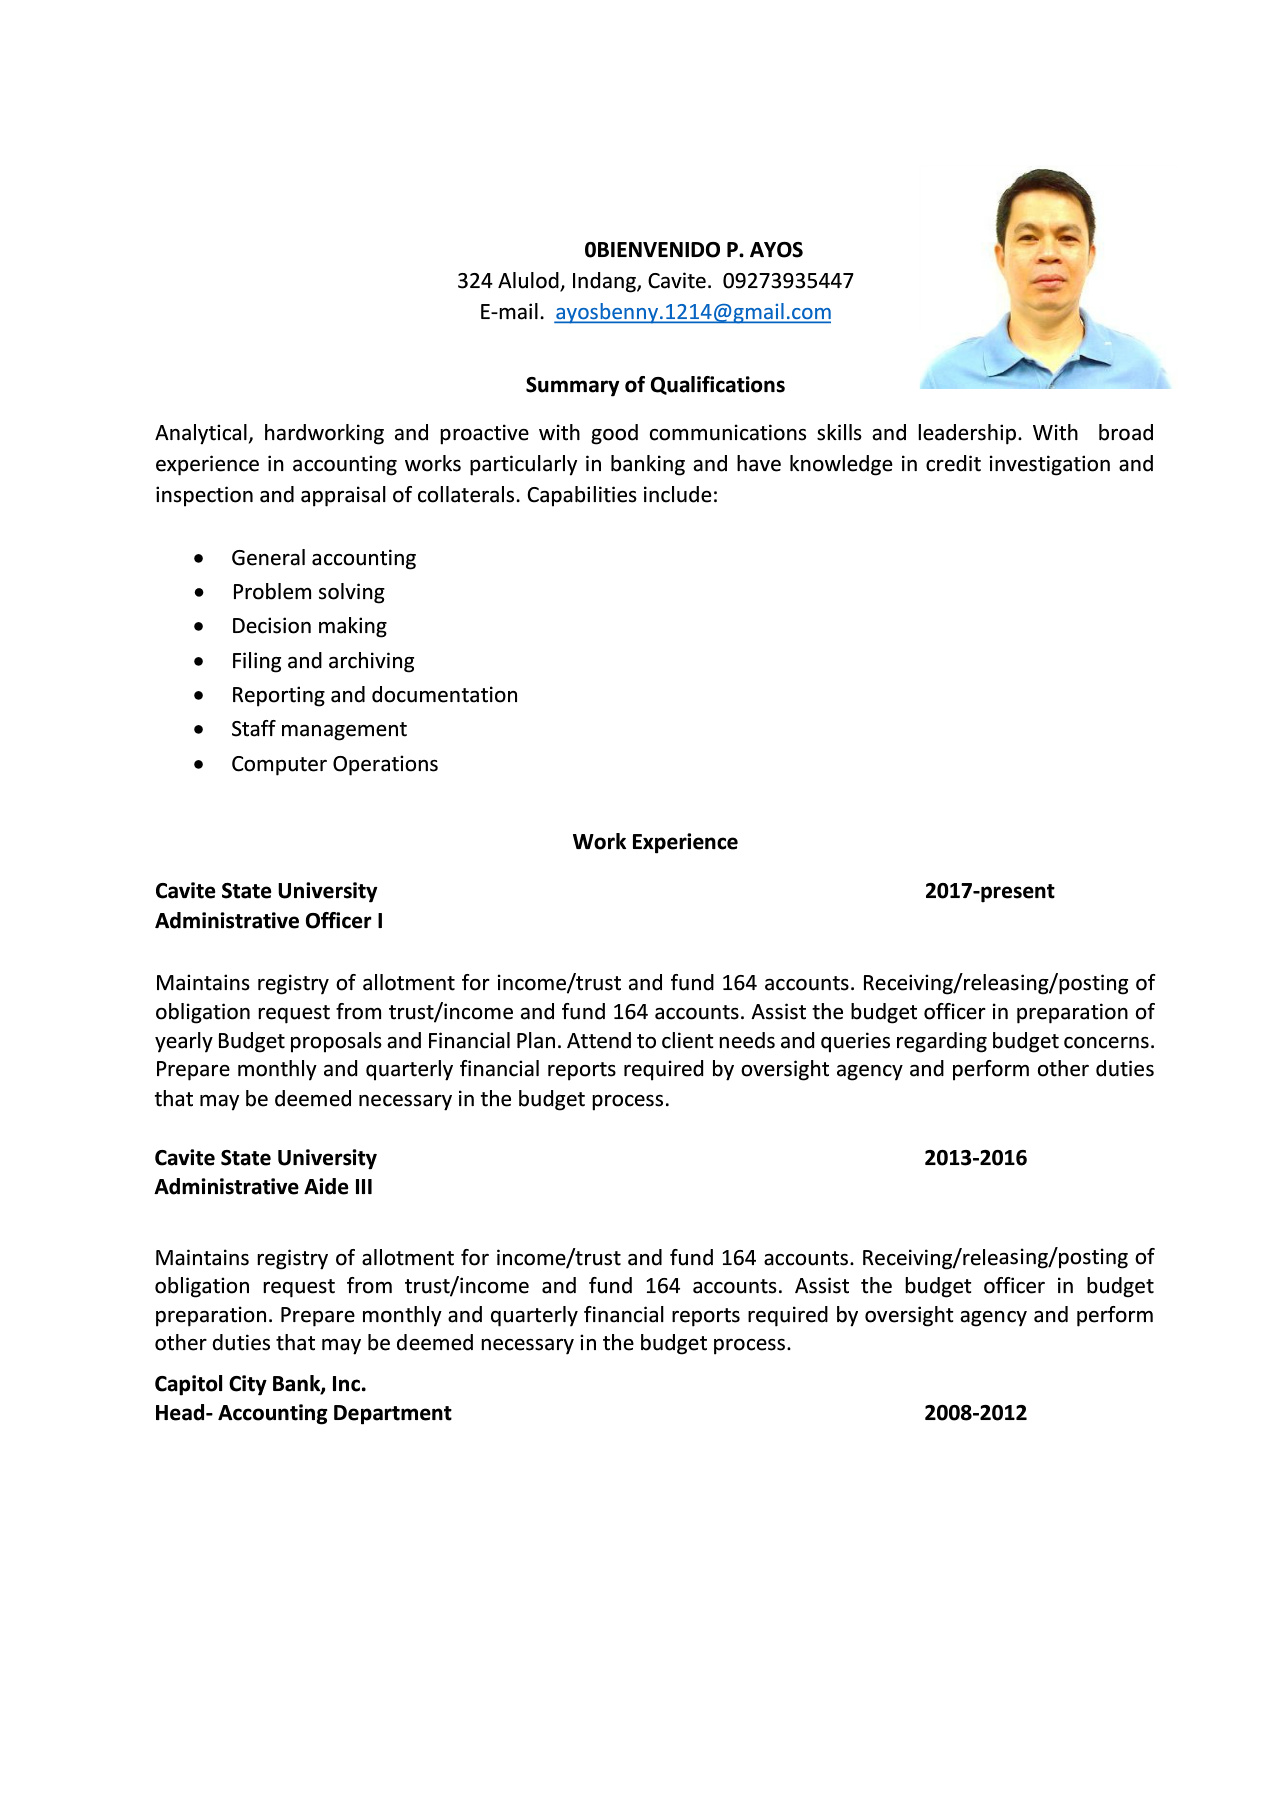 0BIENVENIDO P. AYOS
324 Alulod, Indang, Cavite. 09273935447
E-mail. ayosbenny.1214@gmail.com
Summary of Qualifications
Analytical, hardworking and proactive with good communications skills and leadership. With broad
experience in accounting works particularly in banking and have knowledge in credit investigation and
inspection and appraisal of collaterals. Capabilities include:
• General accounting
• Problem solving
• Decision making
• Filing and archiving
• Reporting and documentation
• Staff management
• Computer Operations
Work Experience
Cavite State University 2017-present
Administrative Officer I
Maintains registry of allotment for income/trust and fund 164 accounts. Receiving/releasing/posting of
obligation request from trust/income and fund 164 accounts. Assist the budget officer in preparation of
yearly Budget proposals and Financial Plan. Attend to client needs and queries regarding budget concerns.
Prepare monthly and quarterly financial reports required by oversight agency and perform other duties
that may be deemed necessary in the budget process.
Cavite State University 2013-2016
Administrative Aide III
Maintains registry of allotment for income/trust and fund 164 accounts. Receiving/releasing/posting of
obligation request from trust/income and fund 164 accounts. Assist the budget officer in budget
preparation. Prepare monthly and quarterly financial reports required by oversight agency and perform
other duties that may be deemed necessary in the budget process.
Capitol City Bank, Inc.
Head- Accounting Department 2008-2012